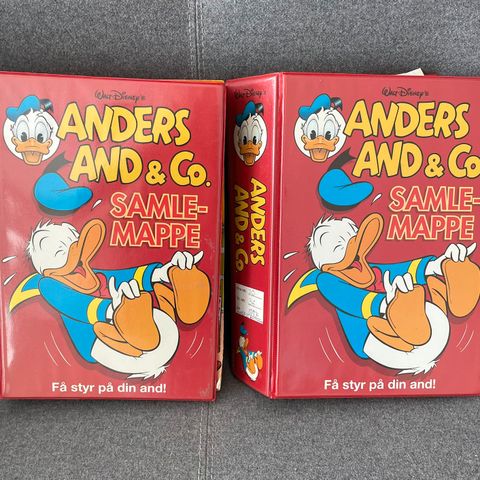 Walt Disney's
ANDERS
AND & Co.
SAMLE-
MAPPE
Få styr på din and!
ANDERS
AND & Co
Walt Disney's
ANDERS
AND & Co
SAMLE-
MAPPE
Få styr på din and!